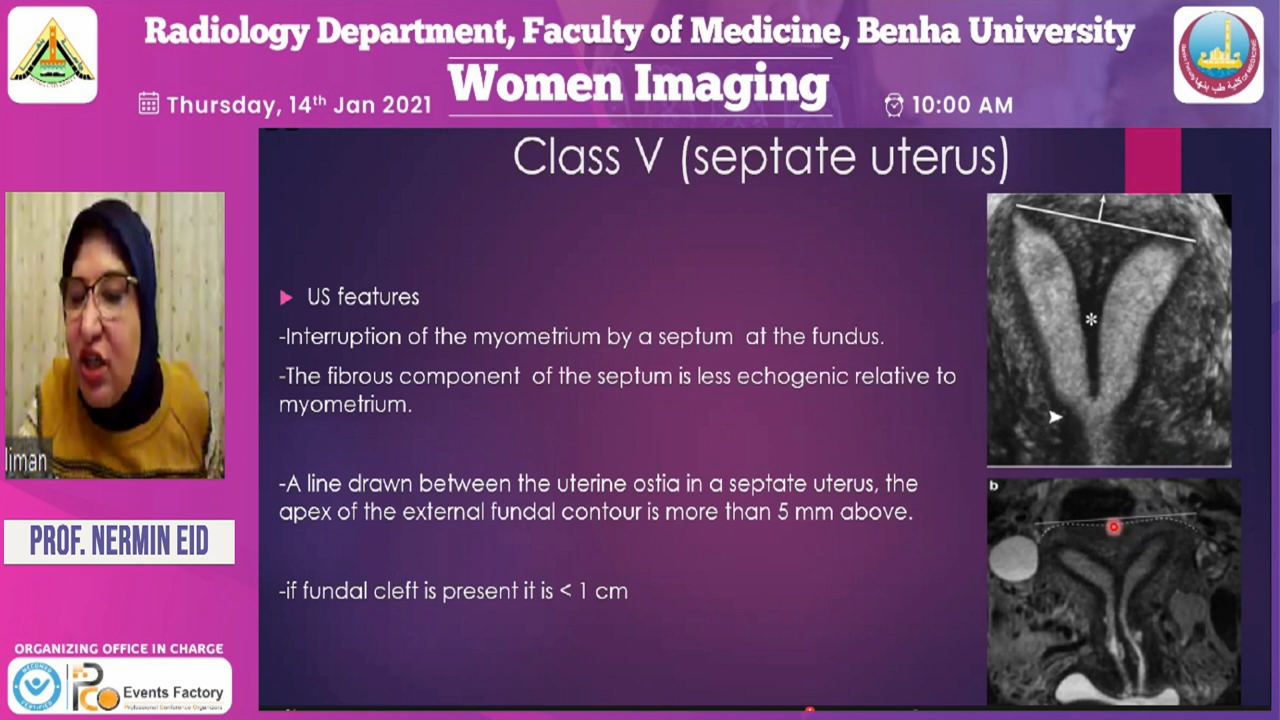 Radiology Department, Faculty of Medicine, Benha University
Women Imaging
Thursday, 14th Jan 2021
10:00 AM
Class V (septate uterus)
US features
-Interruption of the myometrium by a septum at the fundus.
-The fibrous component of the septum is less echogenic relative to
myometrium.
-A line drawn between the uterine ostia in a septate uterus, the
apex of the external fundal contour is more than 5 mm above.
-if fundal cleft is present it is < 1 cm
*
b
liman
PROF. NERMIN EID
ORGANIZING OFFICE IN CHARGE
Events Factory
Professional Conference Organizers